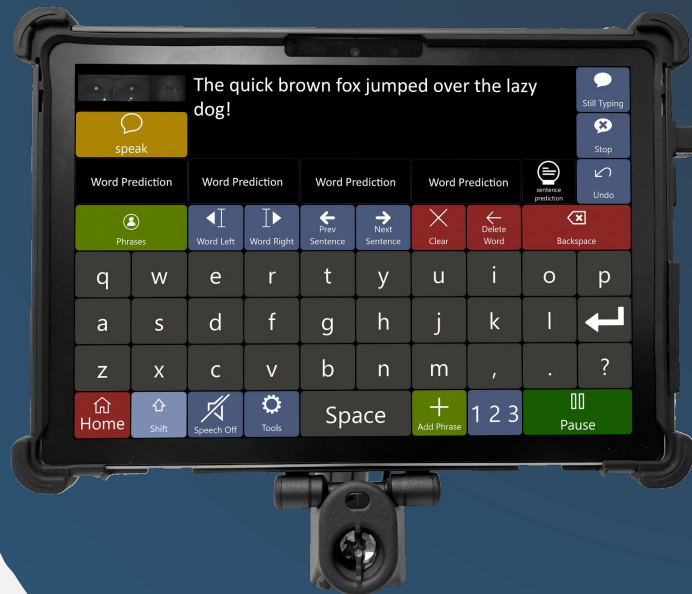 The quick brown fox jumped over the lazy
dog!
Still Typing
speak
Stop
Word Prediction Word Prediction Word Prediction Word Prediction
sentence
prediction
Undo
Phrases
Word Left Word Right
Prev
Sentence
Next
Sentence
Clear
Delete
Word
Backspace
q w e r t y u i o p
a s d f g h j k l
z x c v b n m , . ?
Home Shift Speech Off Tools Space Add Phrase 1 2 3 Pause